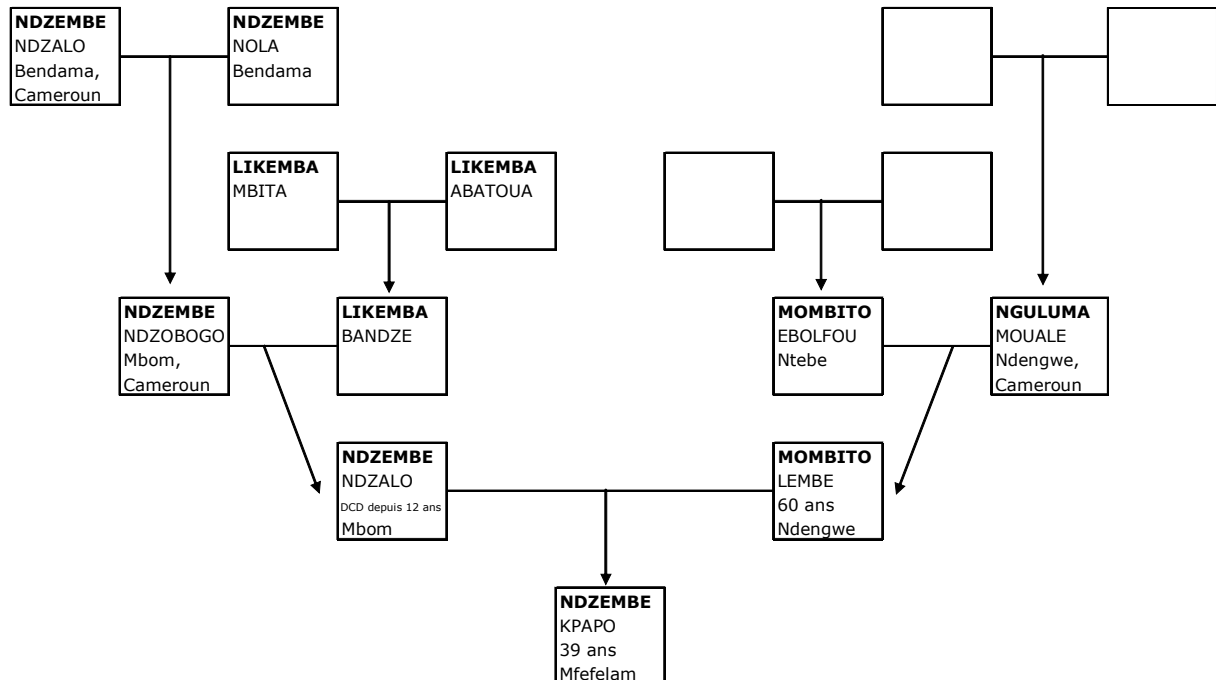 NDZEMBE
NDZALO
Bendama,
Cameroun
NDZEMBE
NOLA
Bendama
LIKEMBA
MBITA
LIKEMBA
ABATOUA
NDZEMBE
NDZOBOGO
Mbom,
Cameroun
LIKEMBA
BANDZE
MOMBITO
EBOLFOU
Ntebe
NGULUMA
MOUALE
Ndengwe,
Cameroun
NDZEMBE
NDZALO
DCD depuis 12 ans
Mbom
MOMBITO
LEMBE
60 ans
Ndengwe
NDZEMBE
KPAPO
39 ans
Mfefelam